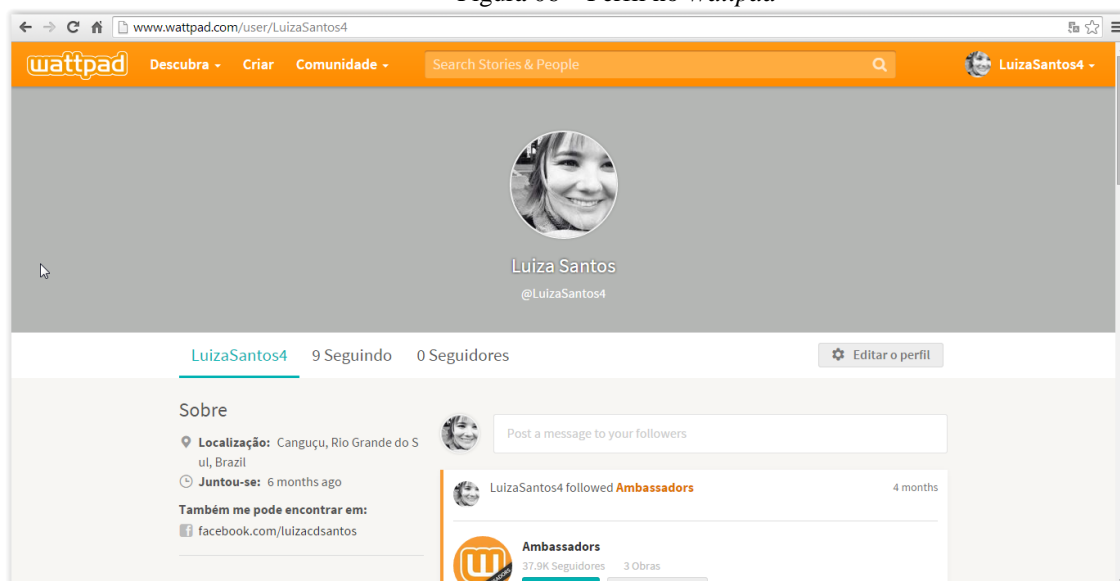 www.wattpad.com/user/LuizaSantos4
wattpad Descubra Criar Comunidade Search Stories & People LuizaSantos4
Luiza Santos
@LuizaSantos4
LuizaSantos4 9 Seguindo 0 Seguidores Editar o perfil
Sobre
Localização: Canguçu, Rio Grande do S
ul, Brazil
Juntou-se: 6 months ago
Também me pode encontrar em:
facebook.com/luizacdsantos
Post a message to your followers
LuizaSantos4 followed Ambassadors 4 months
Ambassadors
37.9K Seguidores 3 Obras